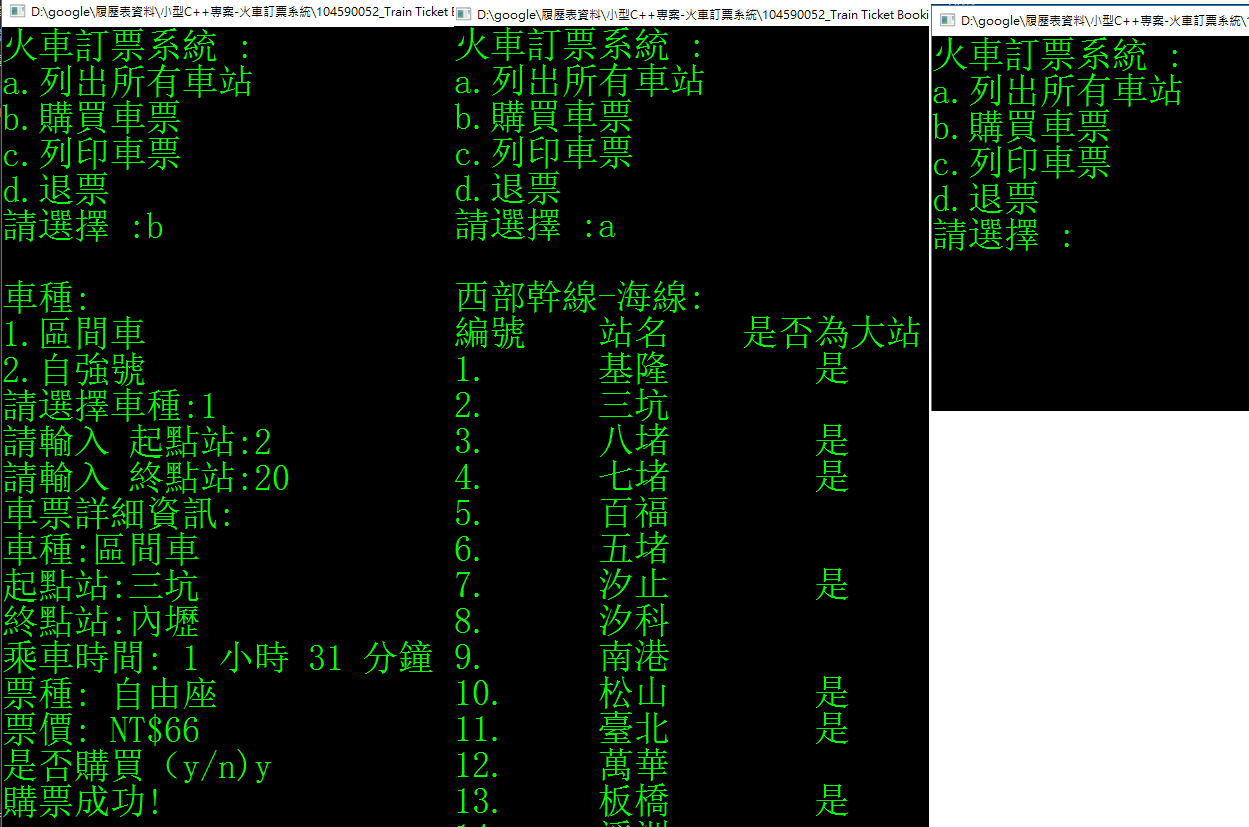 D:\google\履歷表資料\小型C++專案-火車訂票系統\104590052_Train Ticket B
火車訂票系統 :
a.列出所有車站
b.購買車票
c.列印車票
d.退票
請選擇 :b
車種:
1.區間車
2.自強號
請選擇車種:1
請輸入 起點站:2
請輸入 終點站:20
車票詳細資訊:
車種:區間車
起點站:三坑
終點站:內壢
乘車時間: 1 小時 31 分鐘
票種: 自由座
票價: NT$66
是否購買（y/n)y
購票成功!
D:\google\履歷表資料\小型C++專案-火車訂票系統\104590052_Train Ticket Booki
火車訂票系統 :
a.列出所有車站
b.購買車票
c.列印車票
d.退票
請選擇 :a
西部幹線-海線:
編號 站名 是否為大站
1. 基隆 是
2. 三坑
3. 八堵 是
4. 七堵 是
5. 百福
6. 五堵
7. 汐止 是
8. 汐科
9. 南港
10. 松山 是
11. 臺北 是
12. 萬華
13. 板橋 是
D:\google\履歷表資料\小型C++專案-火車訂票系統\
火車訂票系統 :
a.列出所有車站
b.購買車票
c.列印車票
d.退票
請選擇 :